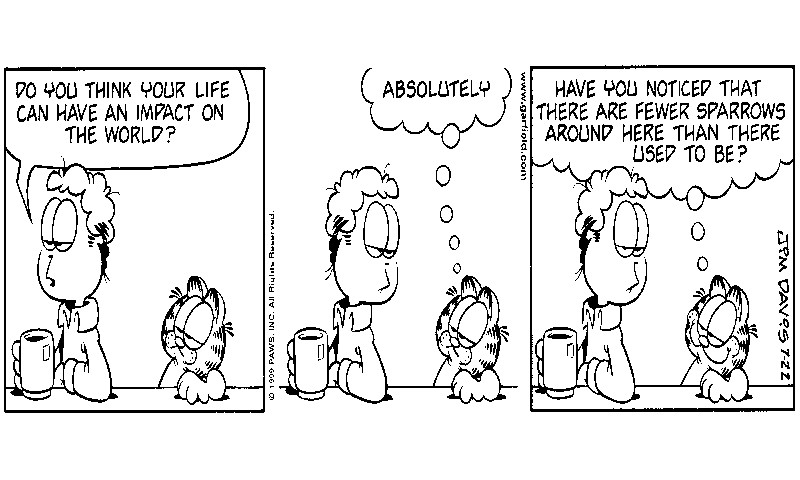 DO YOU THINK YOUR LIFE
CAN HAVE AN IMPACT ON
THE WORLD?
© 1999 PAWS, INC. All Rights Reserved.
ABSOLUTELY
www.garfield.com
HAVE YOU NOTICED THAT
THERE ARE FEWER SPARROWS
AROUND HERE THAN THERE
USED TO BE?
JIM DAVIS 7-22